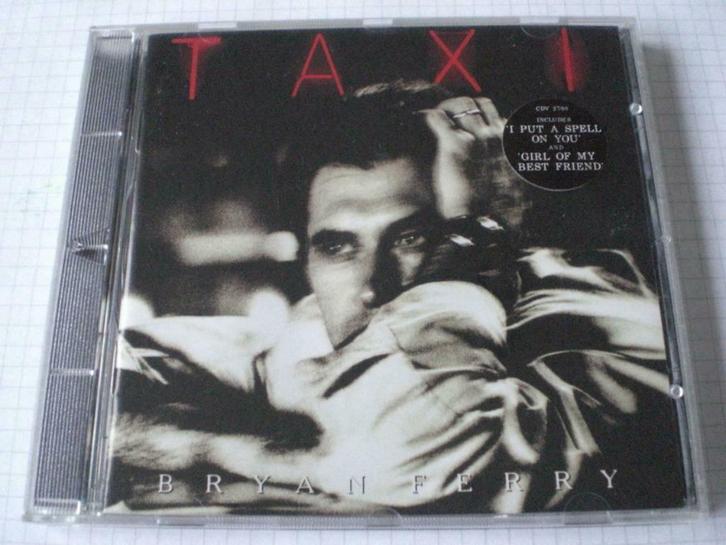 TAXI
CDV 2700
INCLUDES
'I PUT A SPELL
ON YOU'
AND
'GIRL OF MY
BEST FRIEND'
BRYAN FERRY